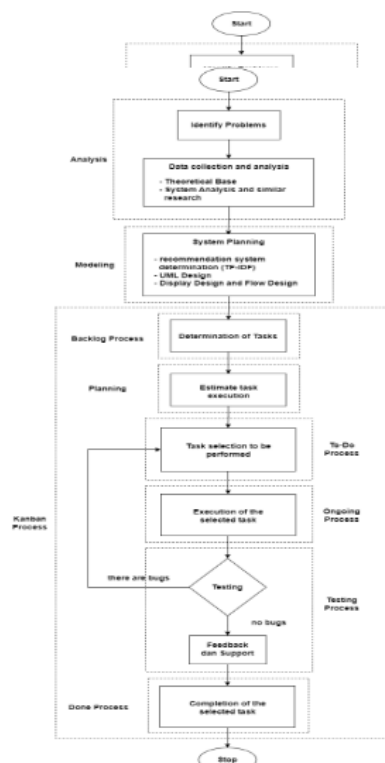 Start
Start
Identify Problems
Analysis
Data collection and analysis
- Theoretical Base
- System Analysis and similar
research
System Planning
Modeling
- recommendation system
determination (TF-IDF)
- UML Design
- Display Design and Flow Design
Backlog Process
Determination of Tasks
Planning
Estimate task
execution
Task selection to be
performed
To-Do
Process
Kanban
Process
Execution of the
selected task
Ongoing
Process
there are bugs
Testing
Testing
Process
no bugs
Feedback
dan Support
Done Process
Completion of the
selected task
Stop